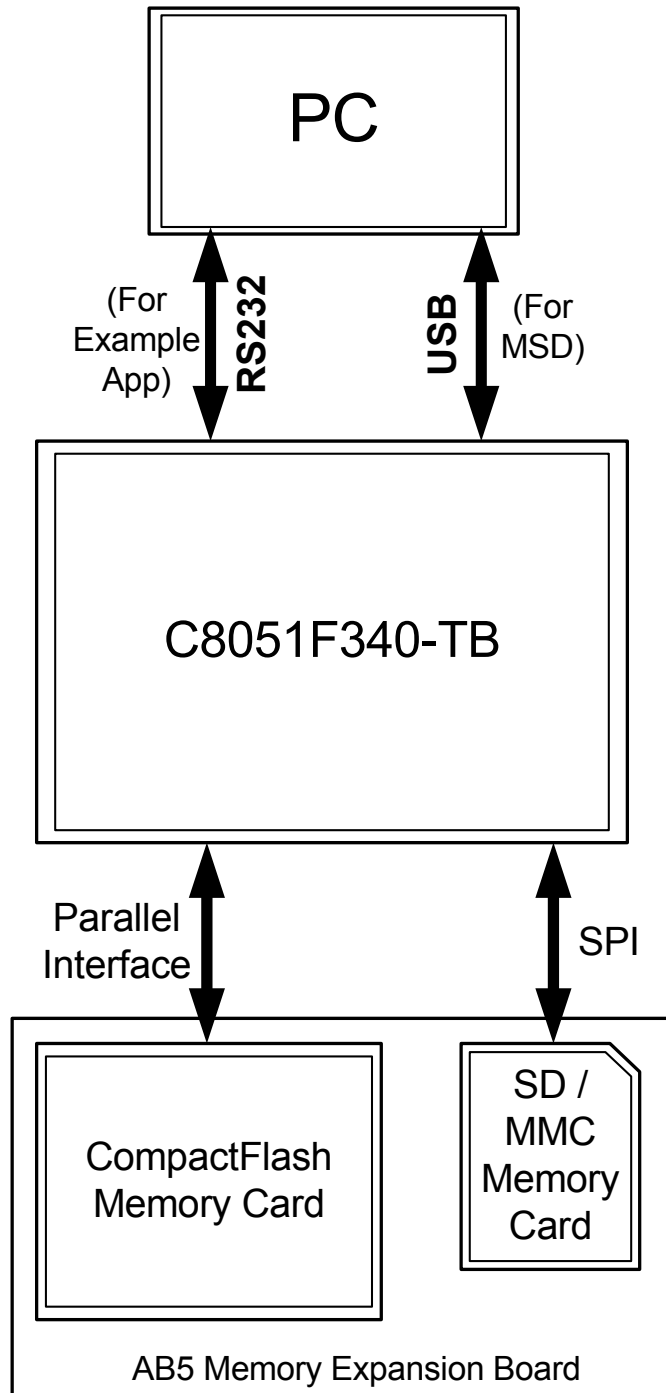 PC
(For
Example
App)
RS232
USB
(For
MSD)
C8051F340-TB
Parallel
Interface
SPI
CompactFlash
Memory Card
SD /
MMC
Memory
Card
AB5 Memory Expansion Board